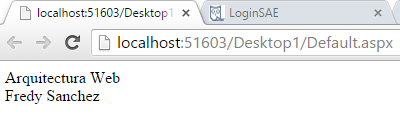 localhost:51603/Desktop1
LoginSAE
localhost:51603/Desktop1/Default.aspx
Arquitectura Web
Fredy Sanchez